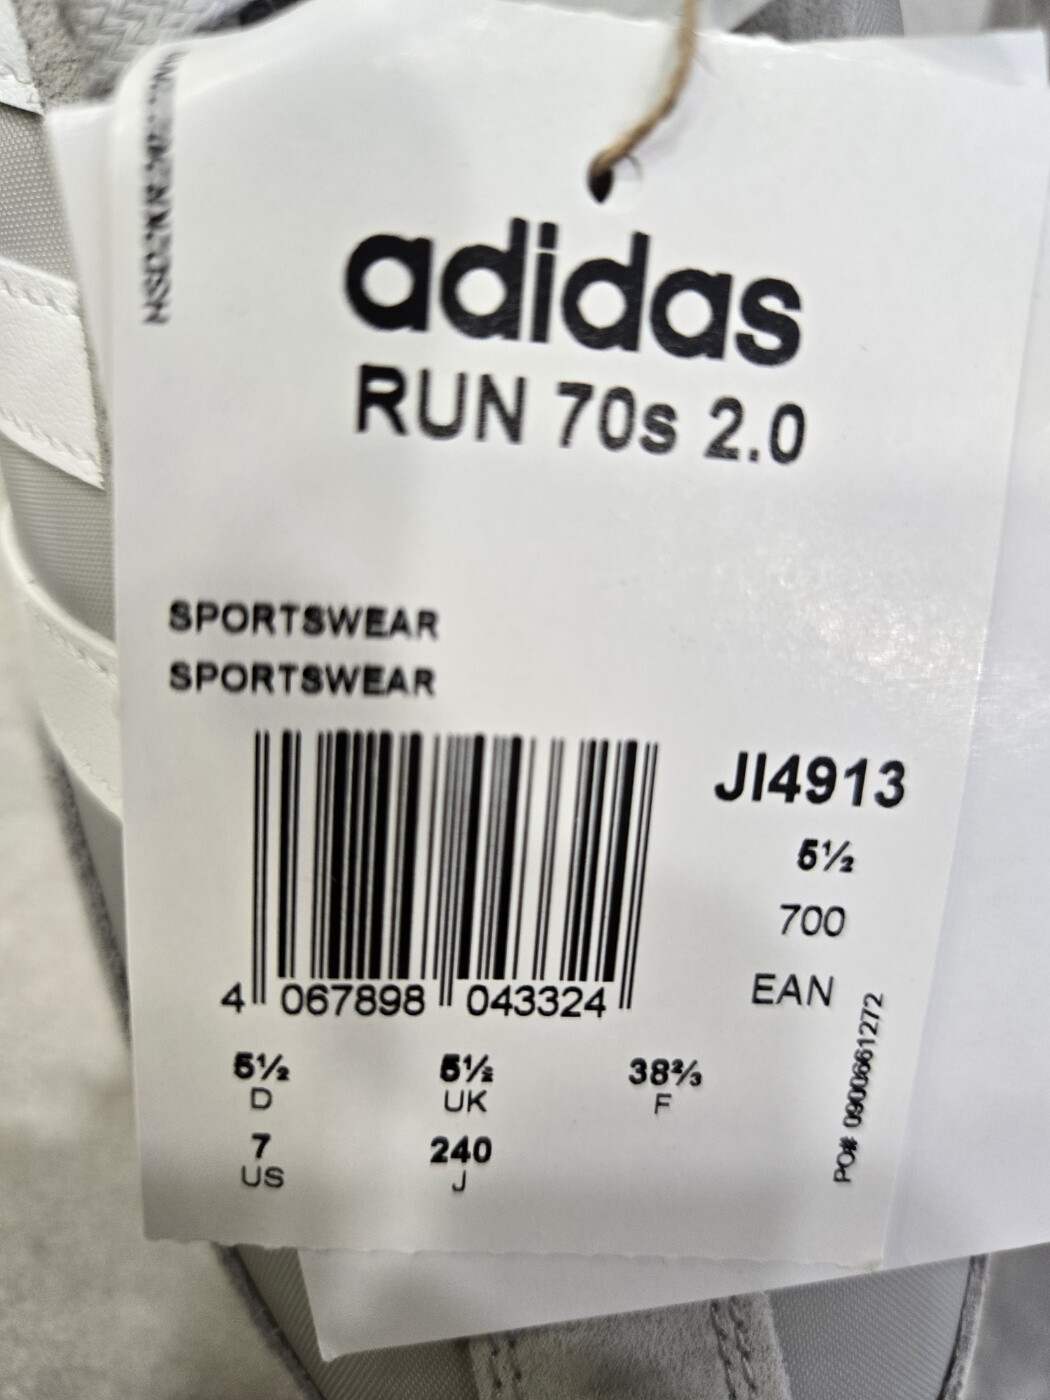 adidas
RUN 70s 2.0
SPORTSWEAR
SPORTSWEAR
JI4913
5½
700
EAN
4 067898 043324
5½ 5½ 38⅔
D UK F
7 240
US J
PO# 0900661272